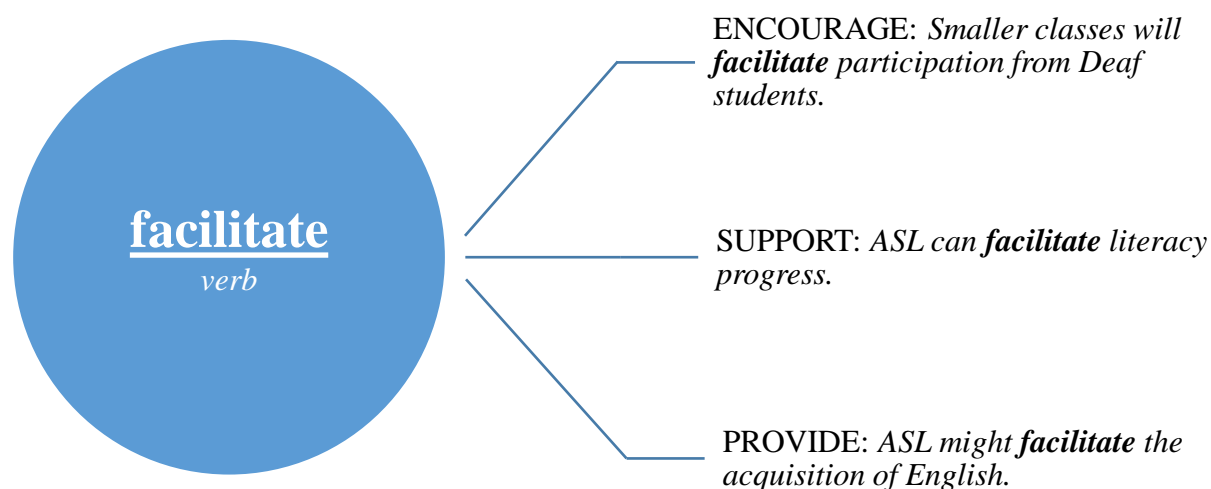 facilitate
verb
ENCOURAGE: Smaller classes will
facilitate participation from Deaf
students.
SUPPORT: ASL can facilitate literacy
progress.
PROVIDE: ASL might facilitate the
acquisition of English.